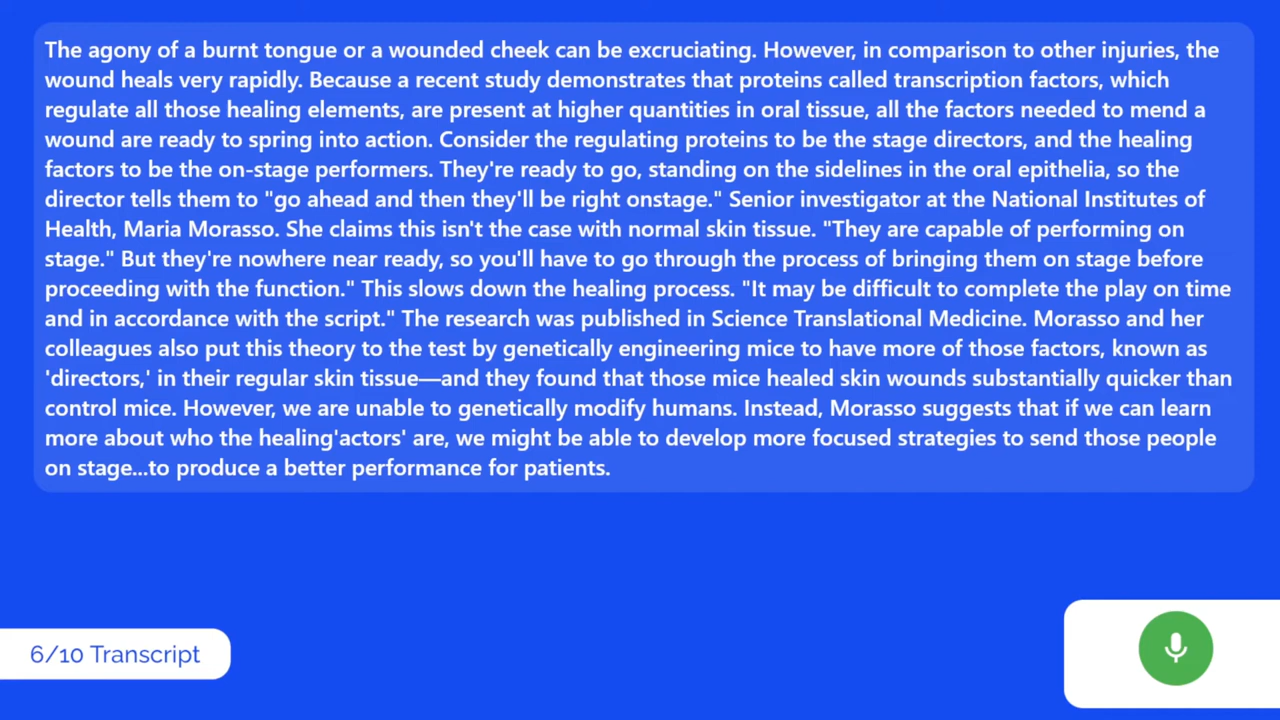 The agony of a burnt tongue or a wounded cheek can be excruciating. However, in comparison to other injuries, the
wound heals very rapidly. Because a recent study demonstrates that proteins called transcription factors, which
regulate all those healing elements, are present at higher quantities in oral tissue, all the factors needed to mend a
wound are ready to spring into action. Consider the regulating proteins to be the stage directors, and the healing
factors to be the on-stage performers. They're ready to go, standing on the sidelines in the oral epithelia, so the
director tells them to "go ahead and then they'll be right onstage." Senior investigator at the National Institutes of
Health, Maria Morasso. She claims this isn't the case with normal skin tissue. "They are capable of performing on
stage." But they're nowhere near ready, so you'll have to go through the process of bringing them on stage before
proceeding with the function." This slows down the healing process. "It may be difficult to complete the play on time
and in accordance with the script." The research was published in Science Translational Medicine. Morasso and her
colleagues also put this theory to the test by genetically engineering mice to have more of those factors, known as
'directors,' in their regular skin tissue—and they found that those mice healed skin wounds substantially quicker than
control mice. However, we are unable to genetically modify humans. Instead, Morasso suggests that if we can learn
more about who the healing'actors' are, we might be able to develop more focused strategies to send those people
on stage...to produce a better performance for patients.
6/10 Transcript